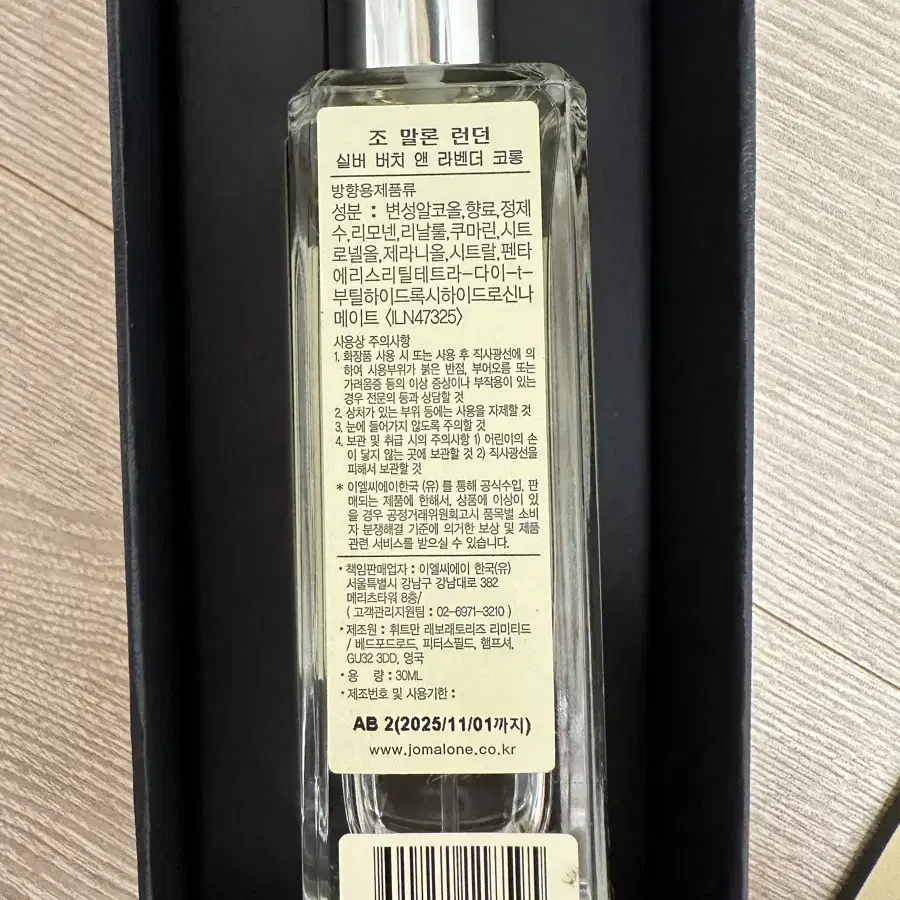 조 말론 런던
실버 버치 앤 라벤더 코롱
방향용제품류
성분 : 변성알코올,향료,정제
수,리모넨,리날룰,쿠마린,시트
로넬올,제라니올,시트랄,펜타
에리스리틸테트라-다이-t-
부틸하이드록시하이드로신나
메이트 <ILN47325>
사용상 주의사항
1. 화장품 사용 시 또는 사용 후 직사광선에 의
하여 사용부위가 붉은 반점, 부어오름 또는
가려움증 등의 이상 증상이나 부작용이 있는
경우 전문의 등과 상담할 것
2. 상처가 있는 부위 등에는 사용을 자제할 것
3. 눈에 들어가지 않도록 주의할 것
4. 보관 및 취급 시의 주의사항 1) 어린이의 손
이 닿지 않는 곳에 보관할 것 2) 직사광선을
피해서 보관할 것
* 이엘씨에이한국 (유) 를 통해 공식수입, 판
매되는 제품에 한해서, 상품에 이상이 있
을 경우 공정거래위원회고시 품목별 소비
자 분쟁해결 기준에 의거한 보상 및 제품
관련 서비스를 받으실 수 있습니다.
• 책임판매업자 : 이엘씨에이 한국(유)
서울특별시 강남구 강남대로 382
메리츠타워 8층/
( 고객관리지원팀 : 02-6971-3210 )
• 제조원 : 휘트만 래보래토리즈 리미티드
/ 베드포드로드, 피터스필드, 햄프셔,
GU32 3DD, 영국
• 용 량 : 30ML
• 제조번호 및 사용기한 :
AB 2(2025/11/01까지)
www.jomalone.co.kr